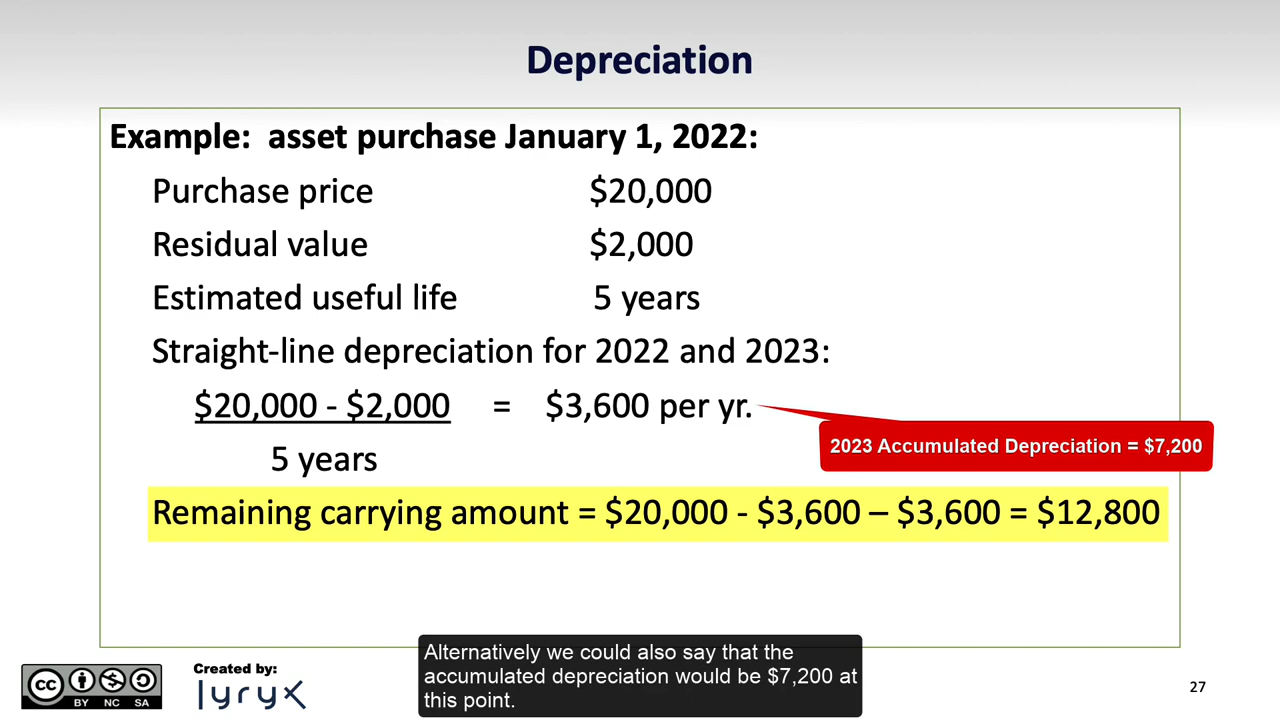 Depreciation
Example: asset purchase January 1, 2022:
Purchase price $20,000
Residual value $2,000
Estimated useful life 5 years
Straight-line depreciation for 2022 and 2023:
$20,000 - $2,000 = $3,600 per yr.
2023 Accumulated Depreciation = $7,200
5 years
Remaining carrying amount = $20,000 - $3,600 – $3,600 = $12,800
Alternatively we could also say that the
accumulated depreciation would be $7,200 at
this point.
cc BY NC SA
Created by:
lyryx
27